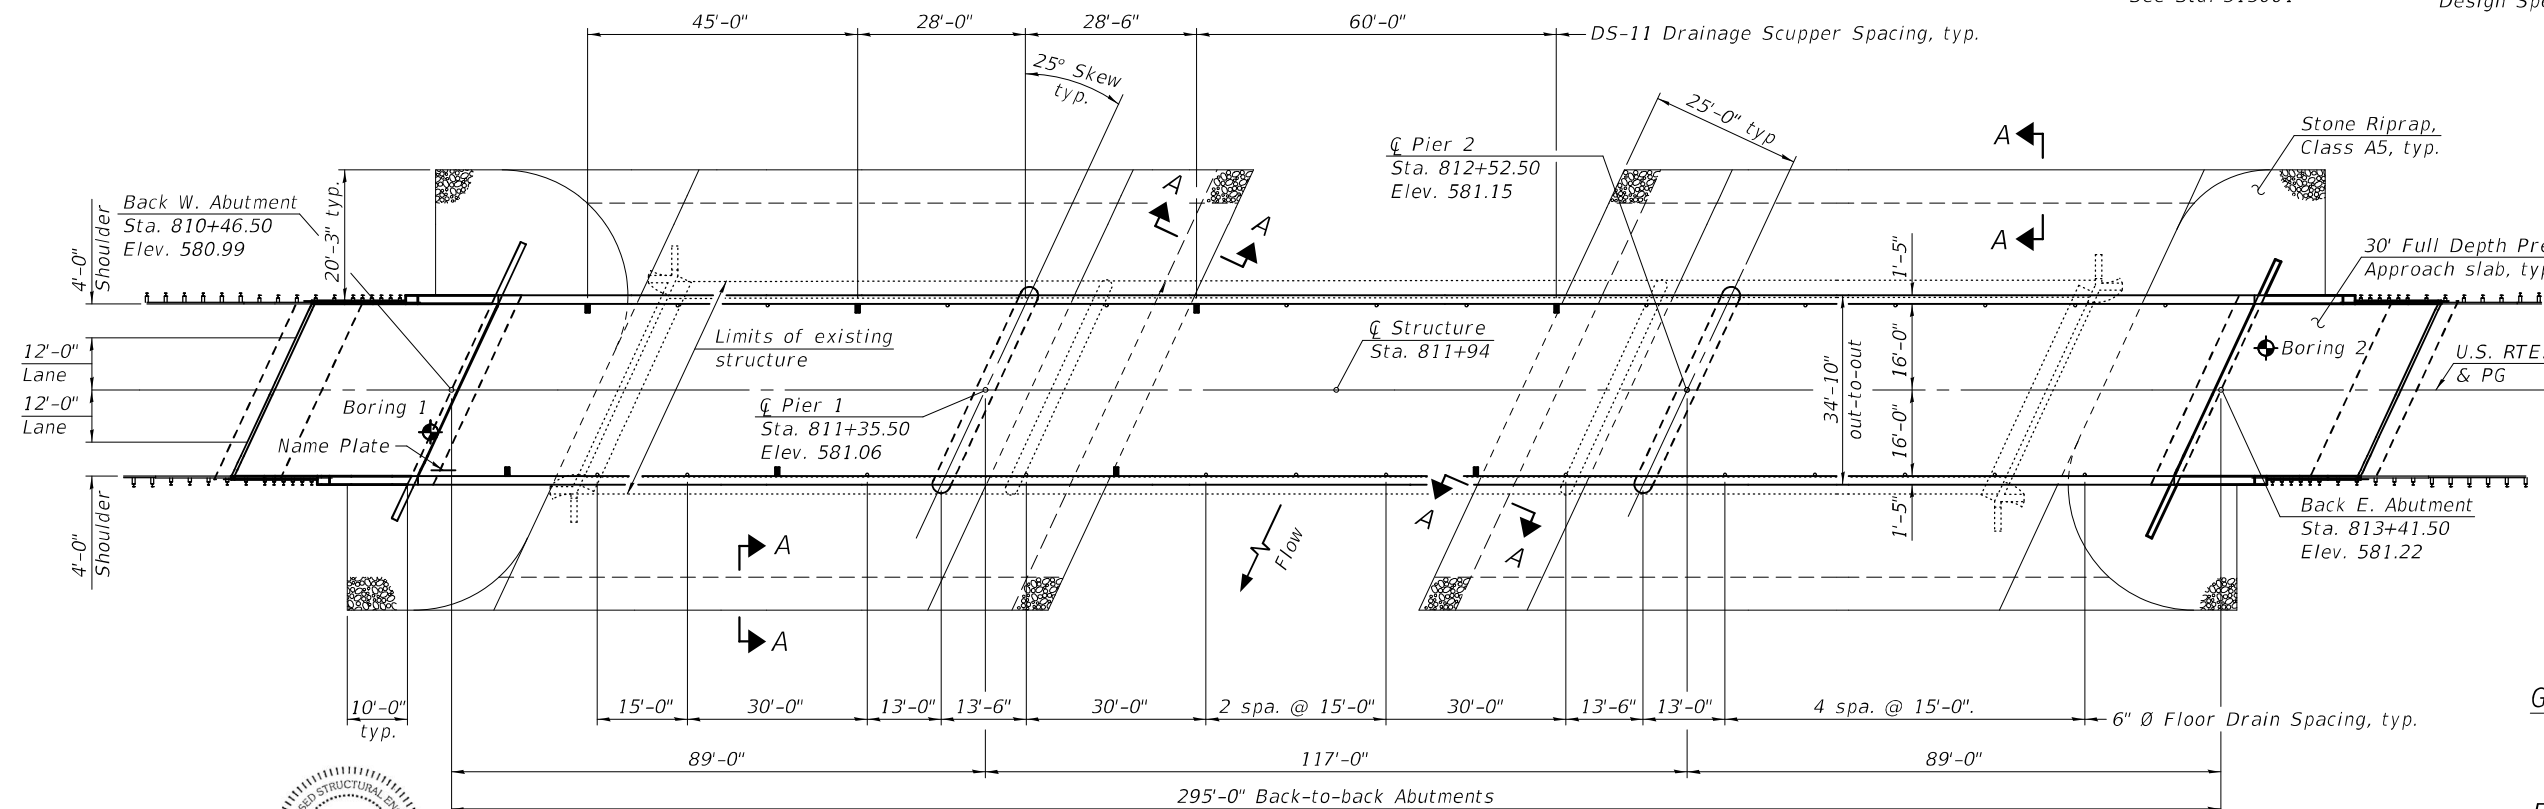 45'-0"
28'-0"
28'-6"
60'-0"
DS-11 Drainage Scupper Spacing, typ.
25° Skew
typ.
25'-0" typ
℄ Pier 2
Sta. 812+52.50
Elev. 581.15
A
A
Stone Riprap,
Class A5, typ.
Back W. Abutment
Sta. 810+46.50
Elev. 580.99
20'-3" typ.
4'-0"
Shoulder
A
A
1'-5"
30' Full Depth Pre
Approach slab, typ
Limits of existing
structure
℄ Structure
Sta. 811+94
12'-0"
Lane
12'-0"
Lane
Boring 1
Name Plate
℄ Pier 1
Sta. 811+35.50
Elev. 581.06
34'-10"
out-to-out
16'-0"
16'-0"
Boring 2
U.S. RTE.
& PG
4'-0"
Shoulder
A
A
Flow
A
A
1'-5"
Back E. Abutment
Sta. 813+41.50
Elev. 581.22
10'-0"
typ.
15'-0"
30'-0"
13'-0"
13'-6"
30'-0"
2 spa. @ 15'-0"
30'-0"
13'-6"
13'-0"
4 spa. @ 15'-0".
6" Ø Floor Drain Spacing, typ.
89'-0"
117'-0"
89'-0"
295'-0" Back-to-back Abutments
SED STRUCTURAL EN